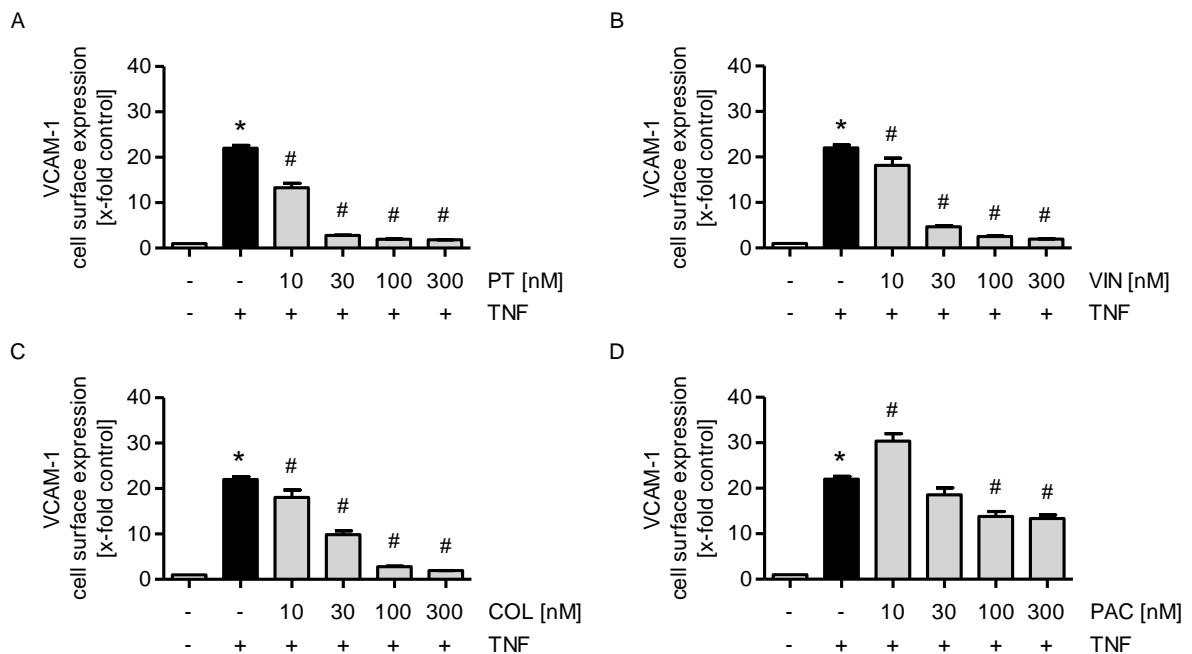 A
VCAM-1
cell surface expression
[x-fold control]
40
30
20
10
0
*
#
#
#
#
- - 10 30 100 300 PT [nM]
- + + + + + TNF
B
VCAM-1
cell surface expression
[x-fold control]
40
30
20
10
0
*
#
#
#
#
- - 10 30 100 300 VIN [nM]
- + + + + + TNF
C
VCAM-1
cell surface expression
[x-fold control]
40
30
20
10
0
*
#
#
#
#
- - 10 30 100 300 COL [nM]
- + + + + + TNF
D
VCAM-1
cell surface expression
[x-fold control]
40
30
20
10
0
*
#
#
#
- - 10 30 100 300 PAC [nM]
- + + + + + TNF